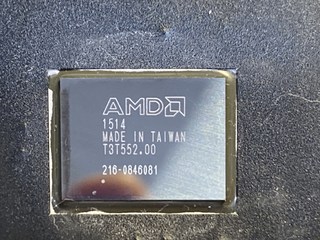 AMD
1514
MADE IN TAIWAN
T3T552.00
216-0846081